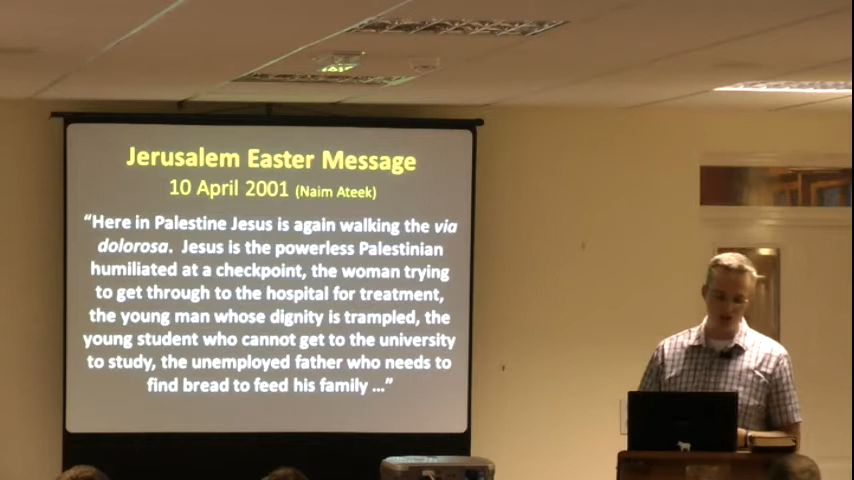 Jerusalem Easter Message
10 April 2001 (Naim Ateek)
“Here in Palestine Jesus is again walking the via
dolorosa.  Jesus is the powerless Palestinian
humiliated at a checkpoint, the woman trying
to get through to the hospital for treatment,
the young man whose dignity is trampled, the
young student who cannot get to the university
to study, the unemployed father who needs to
find bread to feed his family …”